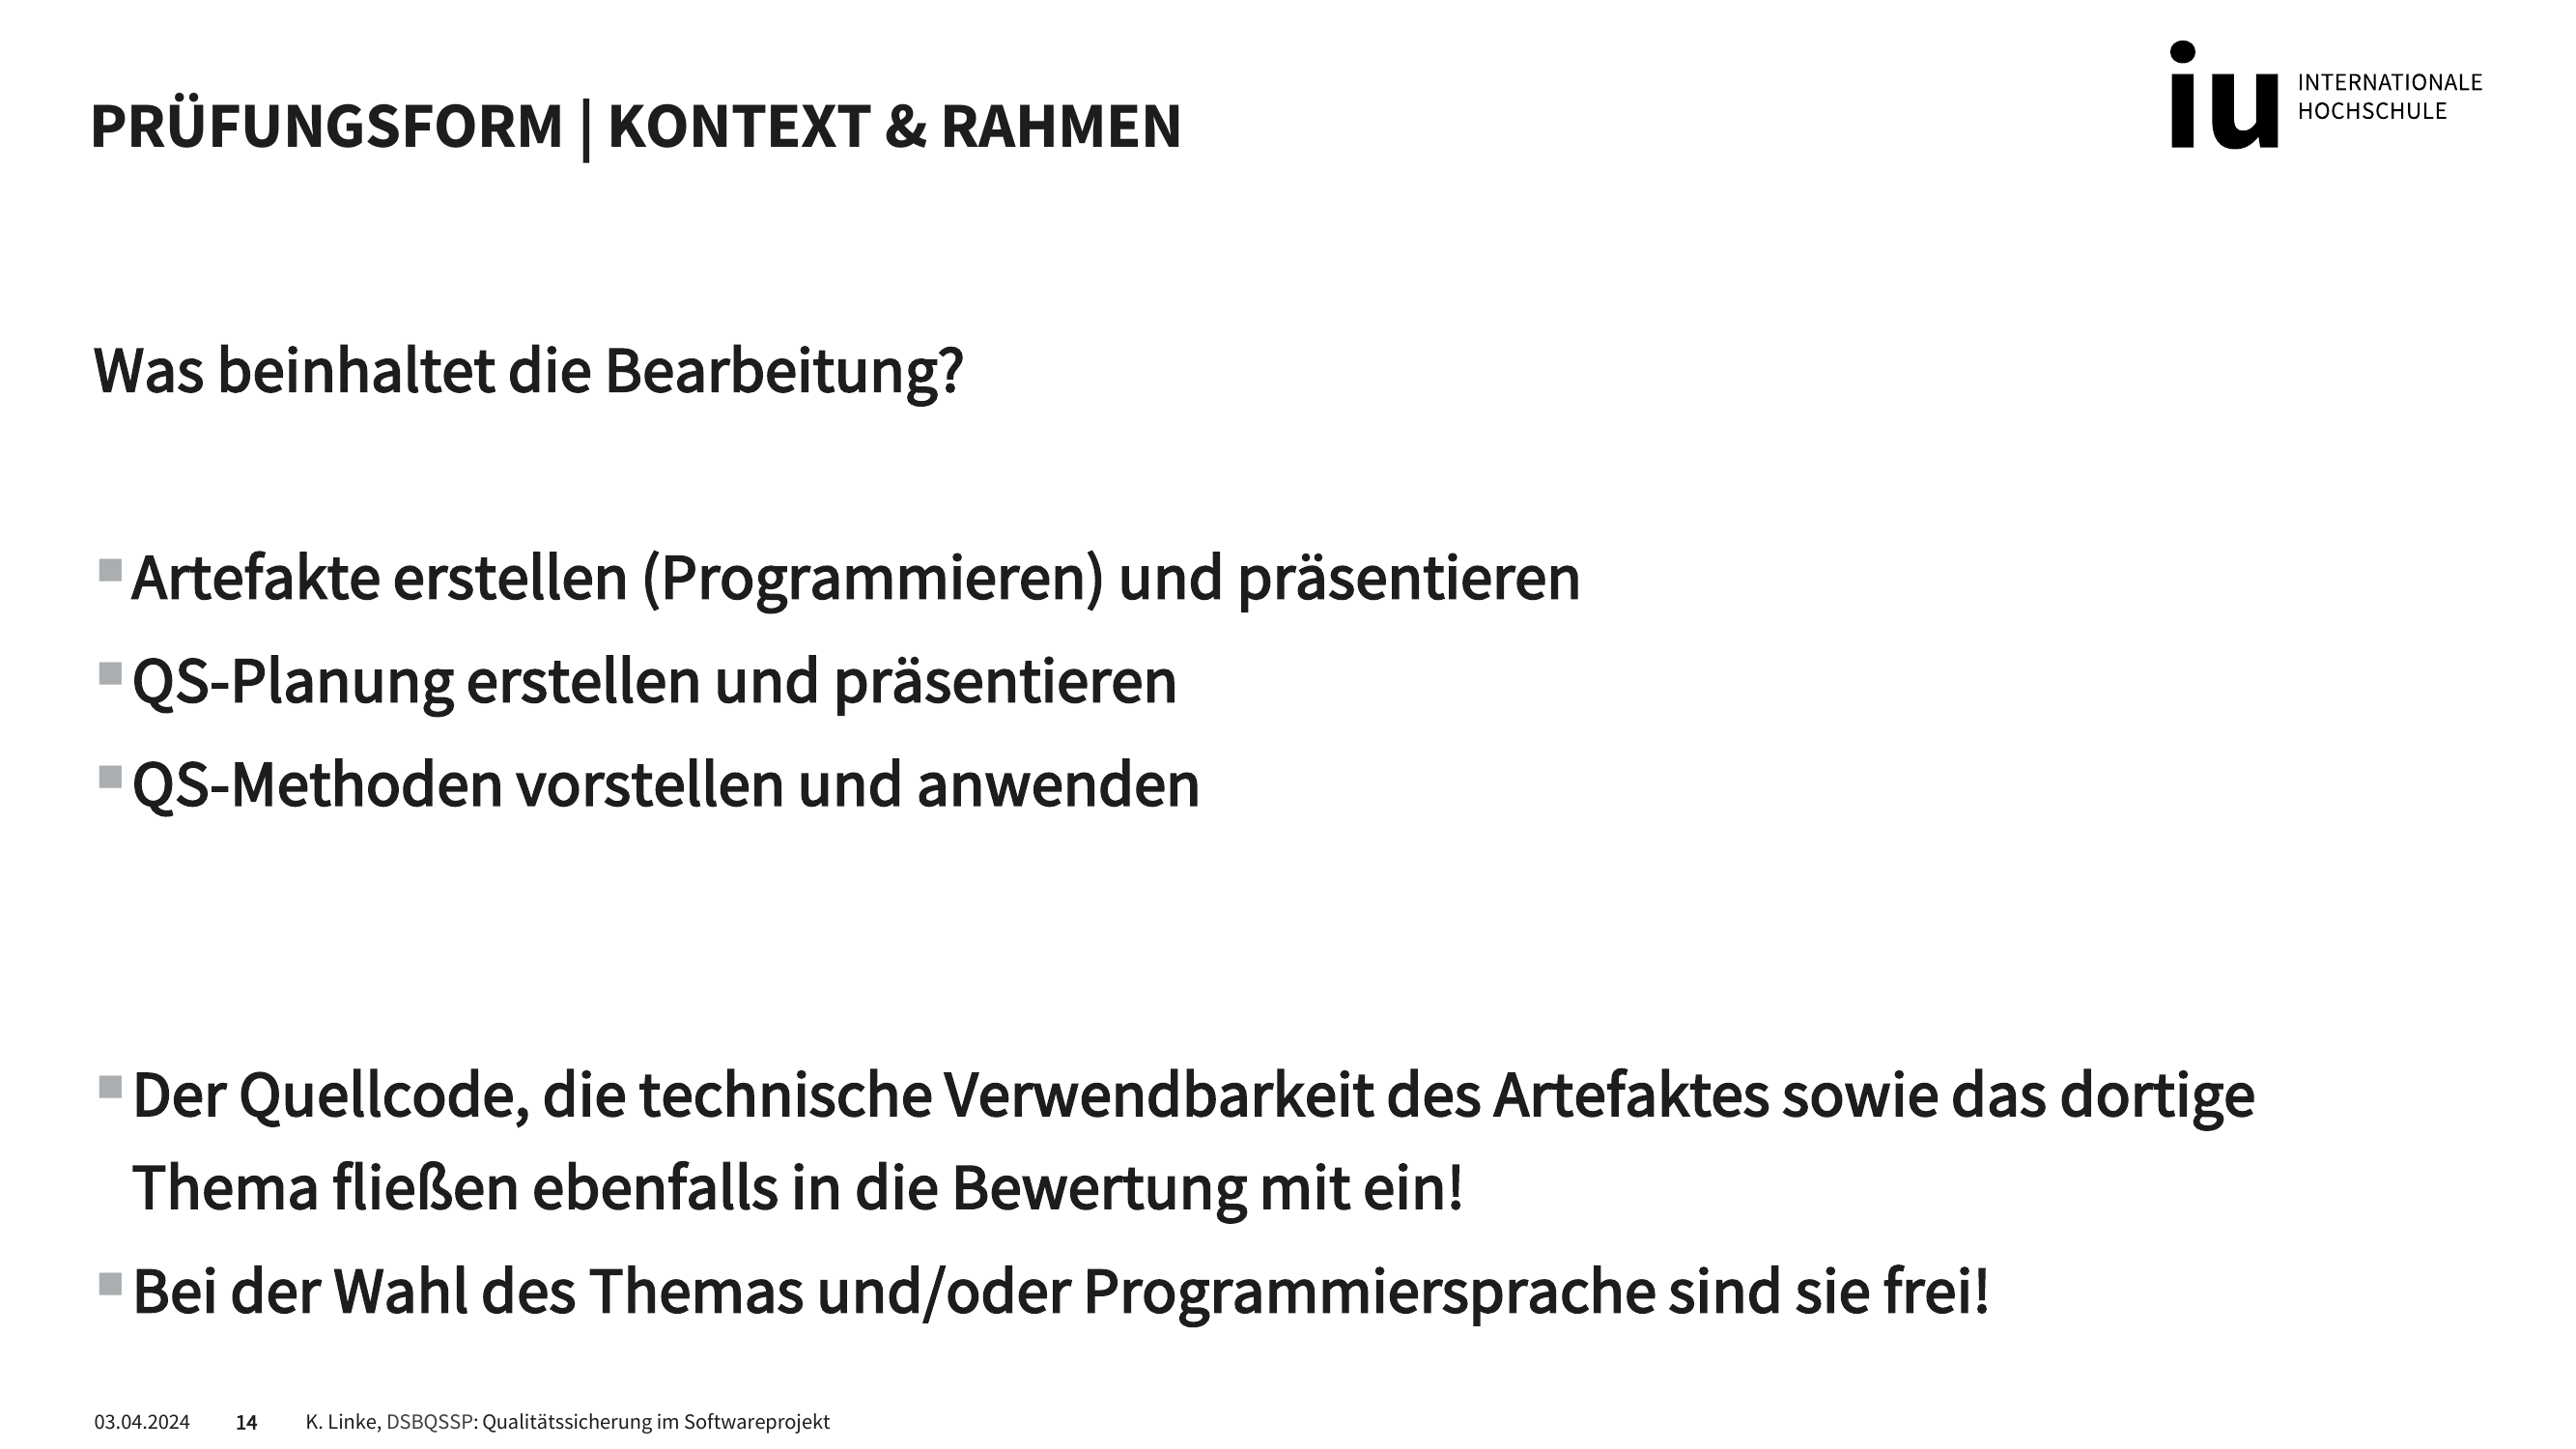 PRÜFUNGSFORM | KONTEXT & RAHMEN
iu INTERNATIONALE
HOCHSCHULE
Was beinhaltet die Bearbeitung?
Artefakte erstellen (Programmieren) und präsentieren
QS-Planung erstellen und präsentieren
QS-Methoden vorstellen und anwenden
Der Quellcode, die technische Verwendbarkeit des Artefaktes sowie das dortige
Thema fließen ebenfalls in die Bewertung mit ein!
Bei der Wahl des Themas und/oder Programmiersprache sind sie frei!
03.04.2024 14 K. Linke, DSBQSSP: Qualitätssicherung im Softwareprojekt